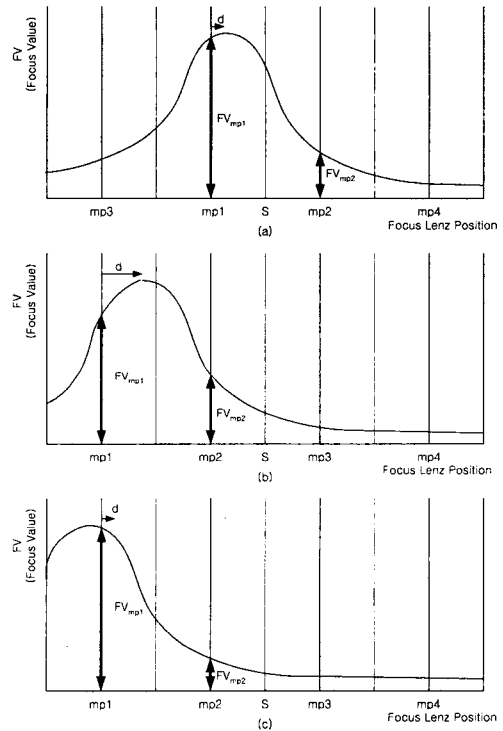 FV
(Focus Value)
d
FVmp1
FVmp2
mp3
mp1
S
mp2
mp4
(a)
Focus Lenz Position
FV
(Focus Value)
d
FVmp1
FVmp2
mp1
mp2
S
mp3
mp4
(b)
Focus Lenz Position
FV
(Focus Value)
d
FVmp1
FVmp2
mp1
mp2
S
mp3
mp4
(c)
Focus Lenz Position